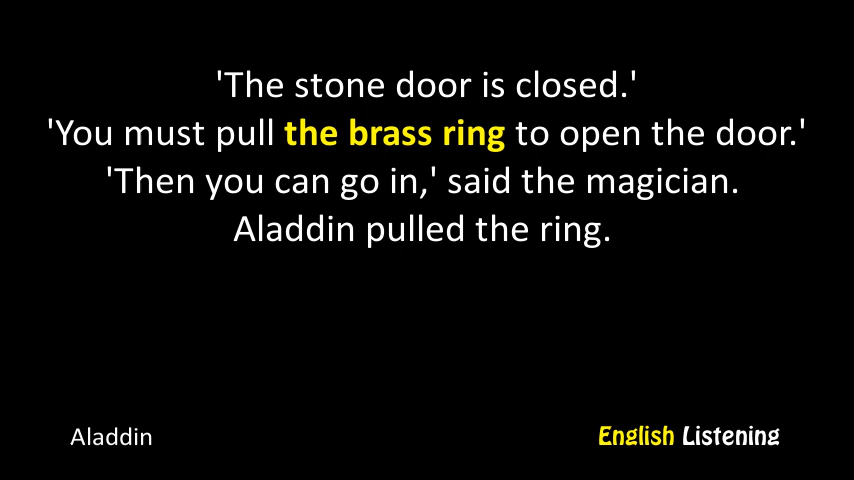 'The stone door is closed.'
'You must pull the brass ring to open the door.'
'Then you can go in,' said the magician.
Aladdin pulled the ring.
Aladdin
English Listening